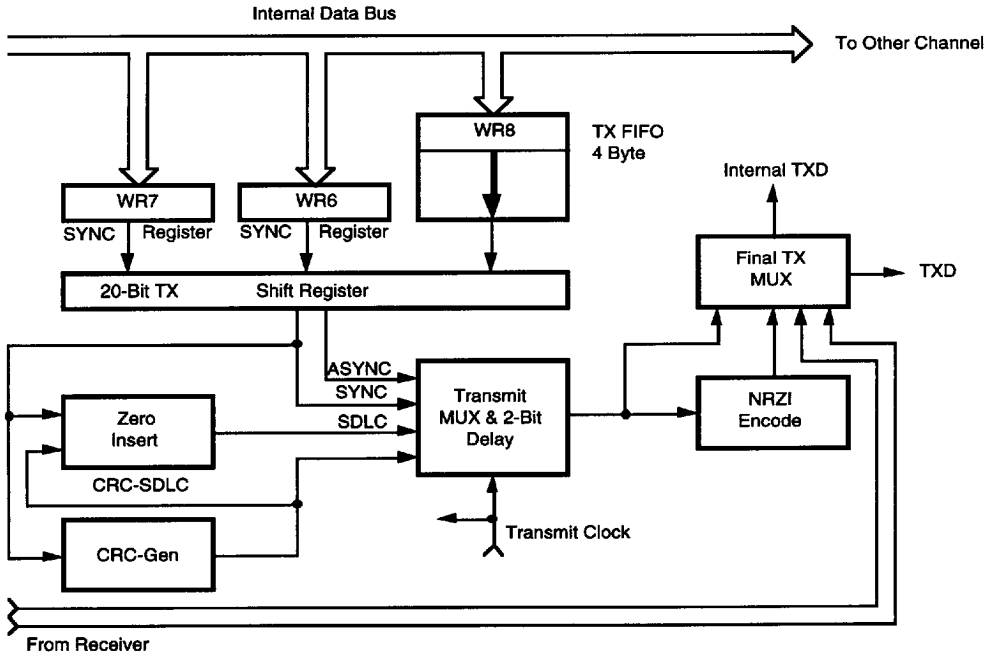 Internal Data Bus
To Other Channel
WR8
TX FIFO
4 Byte
WR7
WR6
SYNC Register
SYNC Register
Internal TXD
Final TX
MUX
TXD
20-Bit TX Shift Register
ASYNC
SYNC
SDLC
Transmit
MUX & 2-Bit
Delay
NRZI
Encode
Zero
Insert
CRC-SDLC
CRC-Gen
Transmit Clock
From Receiver